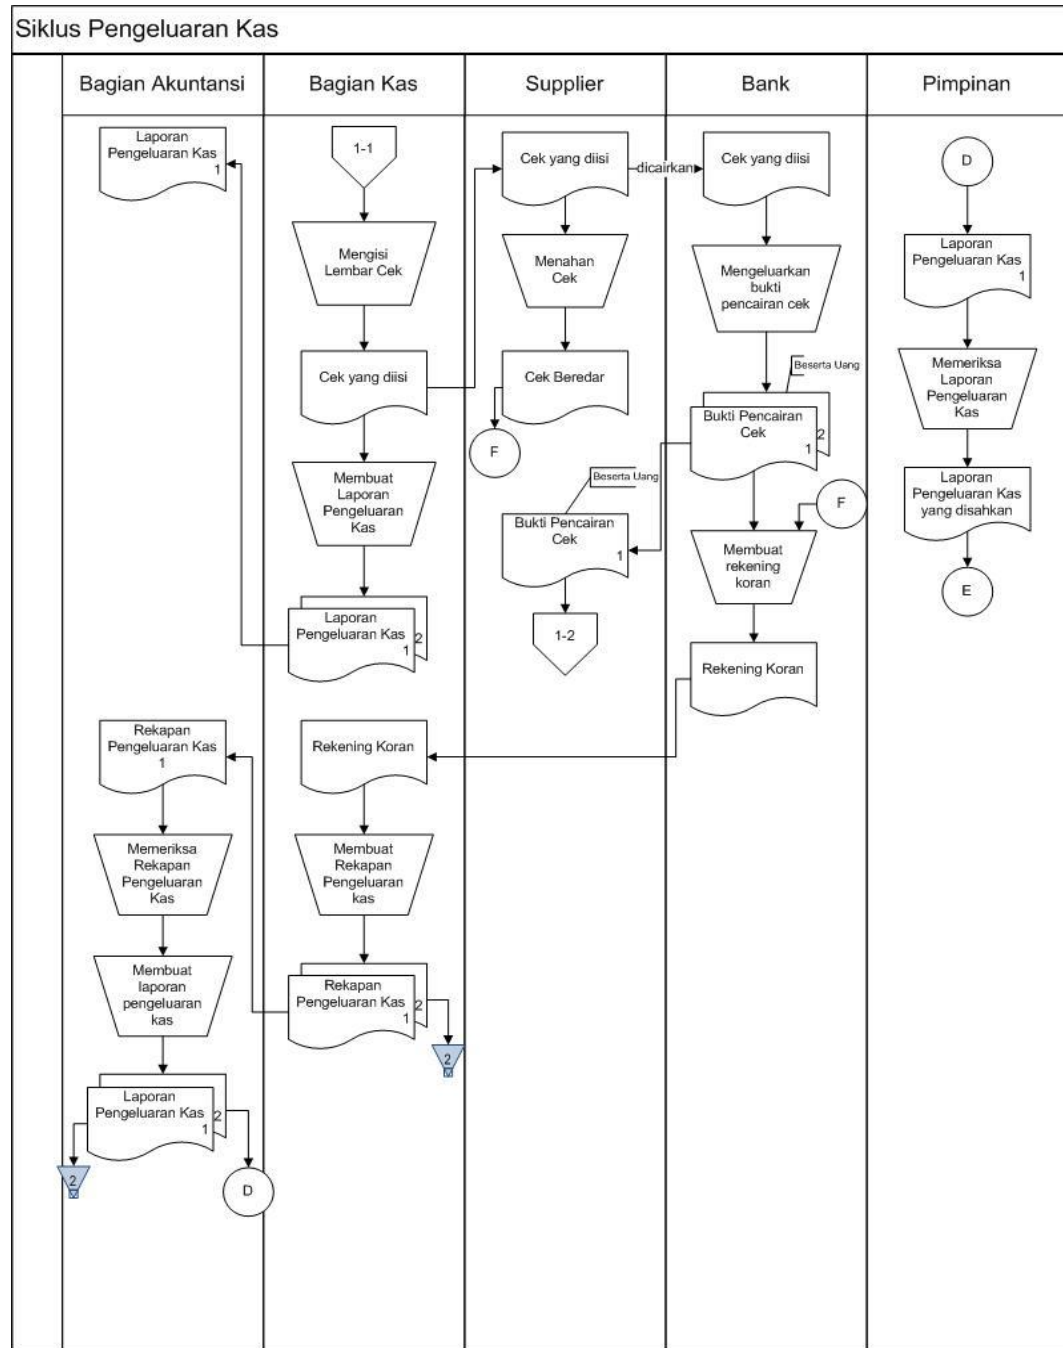 Siklus Pengeluaran Kas
Bagian Akuntansi
Bagian Kas
Supplier
Bank
Pimpinan
Laporan
Pengeluaran Kas
1
Rekapan
Pengeluaran Kas
1
Memeriksa
Rekapan
Pengeluaran
Kas
Membuat
laporan
pengeluaran
kas
Laporan
Pengeluaran Kas
1
2
2
D
1-1
Mengisi
Lembar Cek
Cek yang diisi
Membuat
Laporan
Pengeluaran
Kas
Laporan
Pengeluaran Kas
1
2
Rekening Koran
Membuat
Rekapan
Pengeluaran
kas
Rekapan
Pengeluaran Kas
1
2
2
Cek yang diisi
dicairkan
Menahan
Cek
Cek Beredar
F
Beserta Uang
Bukti Pencairan
Cek
1
1-2
Cek yang diisi
Mengeluarkan
bukti
pencairan cek
Beserta Uang
Bukti Pencairan
Cek
1
2
F
Membuat
rekening
koran
Rekening Koran
D
Laporan
Pengeluaran Kas
1
Memeriksa
Laporan
Pengeluaran
Kas
Laporan
Pengeluaran Kas
yang disahkan
E